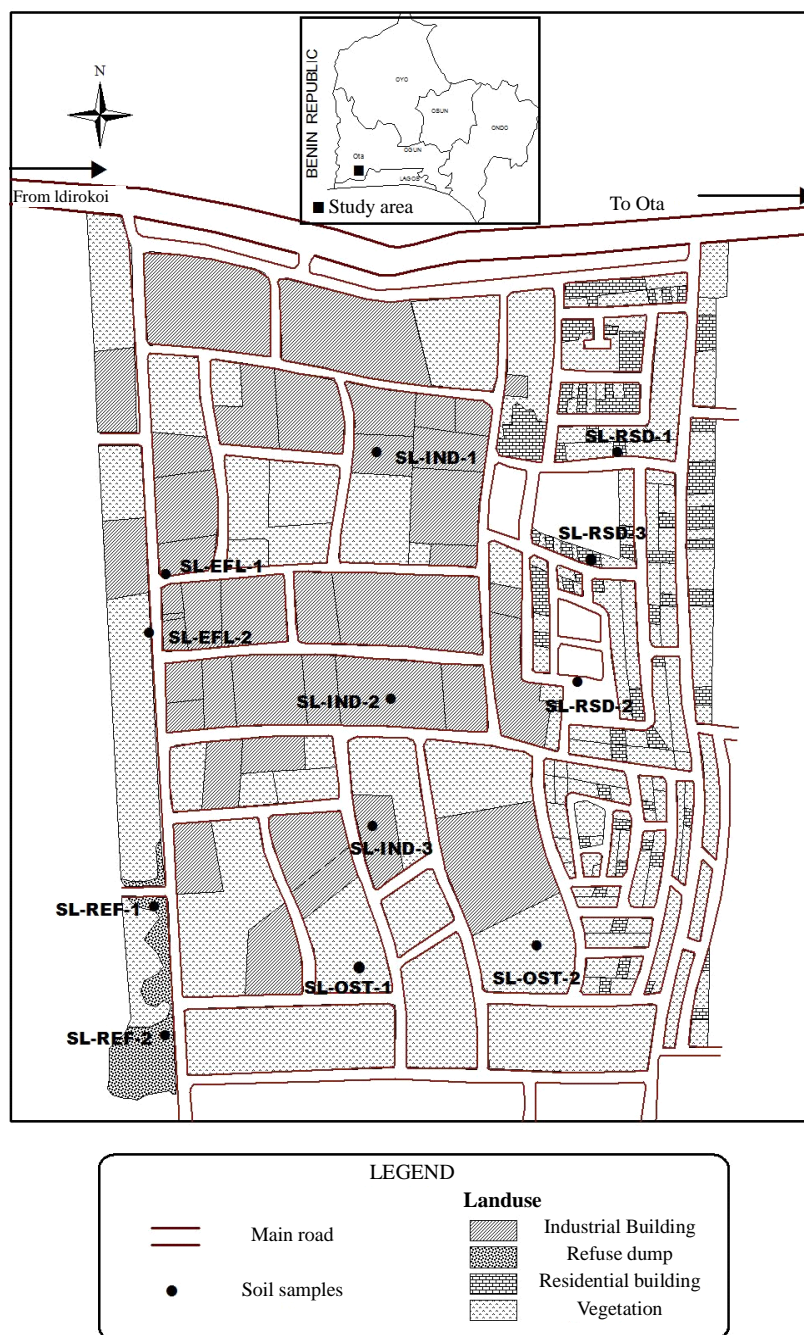 N
BENIN REPUBLIC
OYO
OSUN
ONDO
OGUN
Ota
LAGOS
Study area
From Idirokoi
To Ota
SL-RSD-1
SL-IND-1
SL-RSD-3
SL-EFL-1
SL-EFL-2
SL-RSD-2
SL-IND-2
SL-IND-3
SL-REF-1
SL-OST-2
SL-OST-1
SL-REF-2
LEGEND
Landuse
Main road
Soil samples
Industrial Building
Refuse dump
Residential building
Vegetation